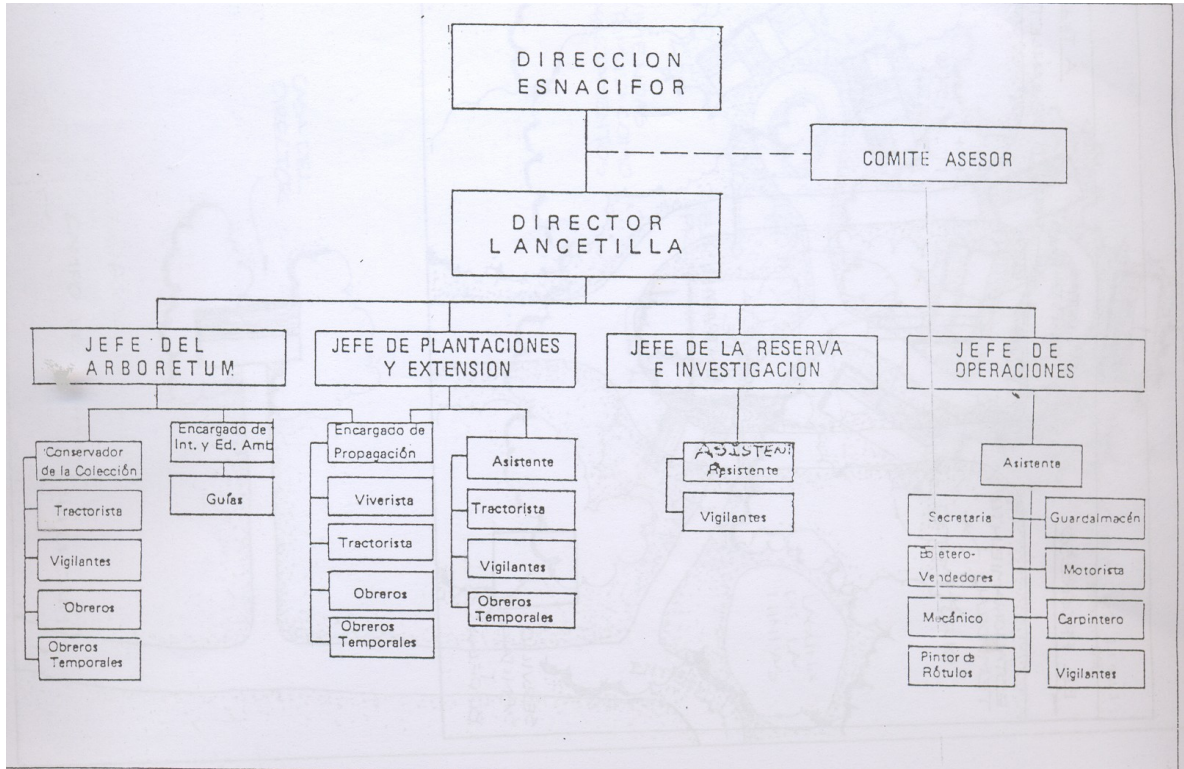 DIRECCION
ESNACIFOR
COMITE ASESOR
DIRECTOR
LANCETILLA
JEFE DEL
ARBORETUM
JEFE DE PLANTACIONES
Y EXTENSION
JEFE DE LA RESERVA
E INVESTIGACION
JEFE DE
OPERACIONES
Conservador
de la Colección
Tractorista
Vigilantes
Obreros
Obreros
Temporales
Encargado de
Int. y Ed. Amb
Guías
Encargado de
Propagación
Viverista
Tractorista
Obreros
Obreros
Temporales
Asistente
Tractorista
Vigilantes
Obreros
Temporales
ASISTENT
Asistente
Vigilantes
Asistente
Secretaria
Guardalmacén
Boletero-
Vendedores
Motorista
Mecánico
Carpintero
Pintor de
Rótulos
Vigilantes